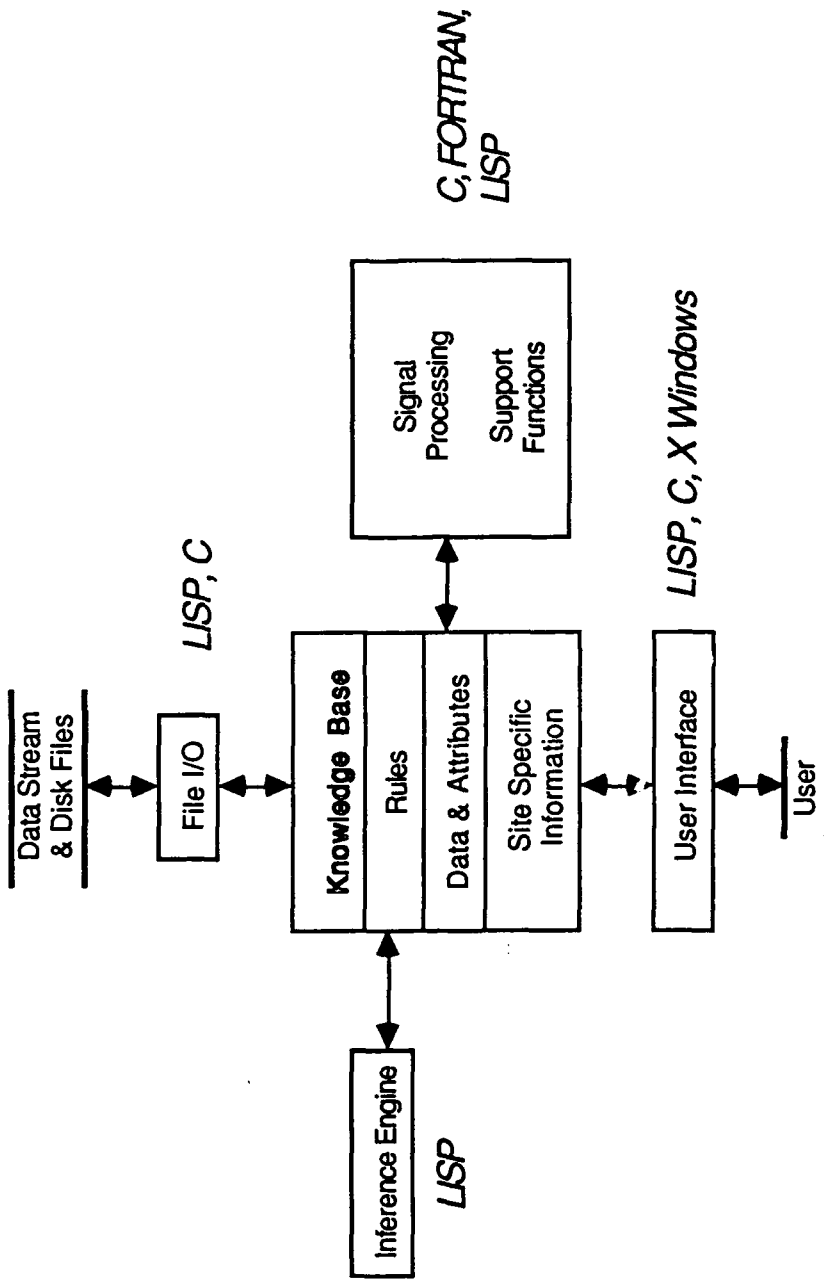 Data Stream
& Disk Files
File I/O
LISP, C
Inference Engine
LISP
Knowledge Base
Rules
Data & Attributes
Site Specific
Information
Signal
Processing
Support
Functions
C, FORTRAN,
LISP
User Interface
LISP, C, X Windows
User